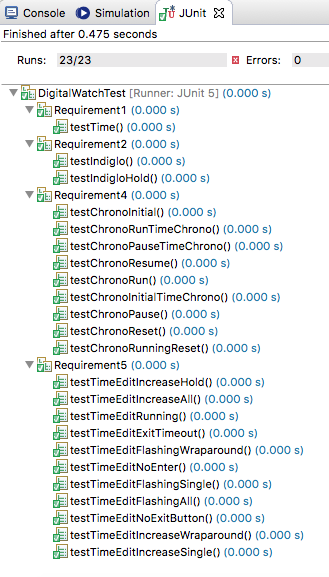 Console Simulation JUnit
Finished after 0.475 seconds
Runs: 23/23 Errors: 0
DigitalWatchTest [Runner: JUnit 5] (0.000 s)
Requirement1 (0.000 s)
testTime() (0.000 s)
Requirement2 (0.000 s)
testIndiglo() (0.000 s)
testIndigloHold() (0.000 s)
Requirement4 (0.000 s)
testChronoInitial() (0.000 s)
testChronoRunTimeChrono() (0.000 s)
testChronoPauseTimeChrono() (0.000 s)
testChronoResume() (0.000 s)
testChronoRun() (0.000 s)
testChronoInitialTimeChrono() (0.000 s)
testChronoPause() (0.000 s)
testChronoReset() (0.000 s)
testChronoRunningReset() (0.000 s)
Requirement5 (0.000 s)
testTimeEditIncreaseHold() (0.000 s)
testTimeEditIncreaseAll() (0.000 s)
testTimeEditRunning() (0.000 s)
testTimeEditExitTimeout() (0.000 s)
testTimeEditFlashingWraparound() (0.000 s)
testTimeEditNoEnter() (0.000 s)
testTimeEditFlashingSingle() (0.000 s)
testTimeEditFlashingAll() (0.000 s)
testTimeEditNoExitButton() (0.000 s)
testTimeEditIncreaseWraparound() (0.000 s)
testTimeEditIncreaseSingle() (0.000 s)